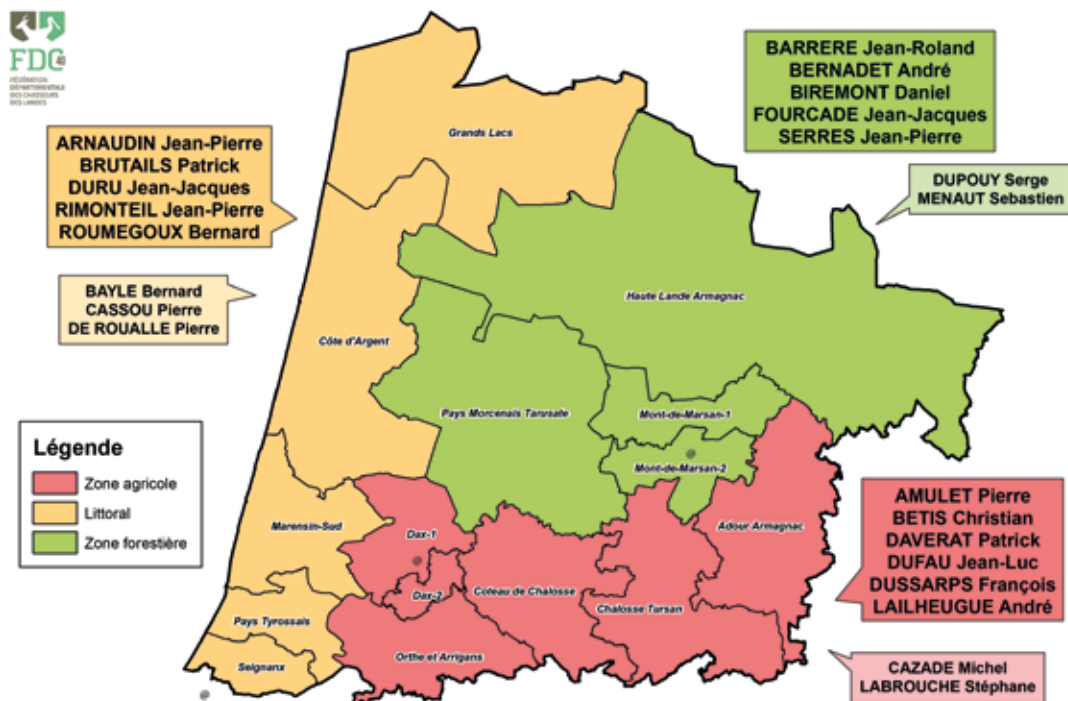 FDC 40
FÉDÉRATION
DÉPARTEMENTALE
DES CHASSEURS
DES LANDES
BARRERE Jean-Roland
BERNADET André
BIREMONT Daniel
FOURCADE Jean-Jacques
SERRES Jean-Pierre
Grands Lacs
ARNAUDIN Jean-Pierre
BRUTAILS Patrick
DURU Jean-Jacques
RIMONTEIL Jean-Pierre
ROUMEGOUX Bernard
DUPOUY Serge
MENAUT Sebastien
BAYLE Bernard
CASSOU Pierre
DE ROUALLE Pierre
Haute Lande Armagnac
Côte d'Argent
Pays Morcenais Tarusate
Mont-de-Marsan-1
Mont-de-Marsan-2
Légende
Zone agricole
Littoral
Zone forestière
Marensin-Sud
Dax-1
Adour Armagnac
AMULET Pierre
BETIS Christian
DAVERAT Patrick
DUFAU Jean-Luc
DUSSARPS François
LAILHEUGUE André
Dax-2
Coteau de Chalosse
Chalosse Tursan
Pays Tyrossais
Orthe et Arrigans
Seignanx
@
CAZADE Michel
LABROUCHE Stéphane